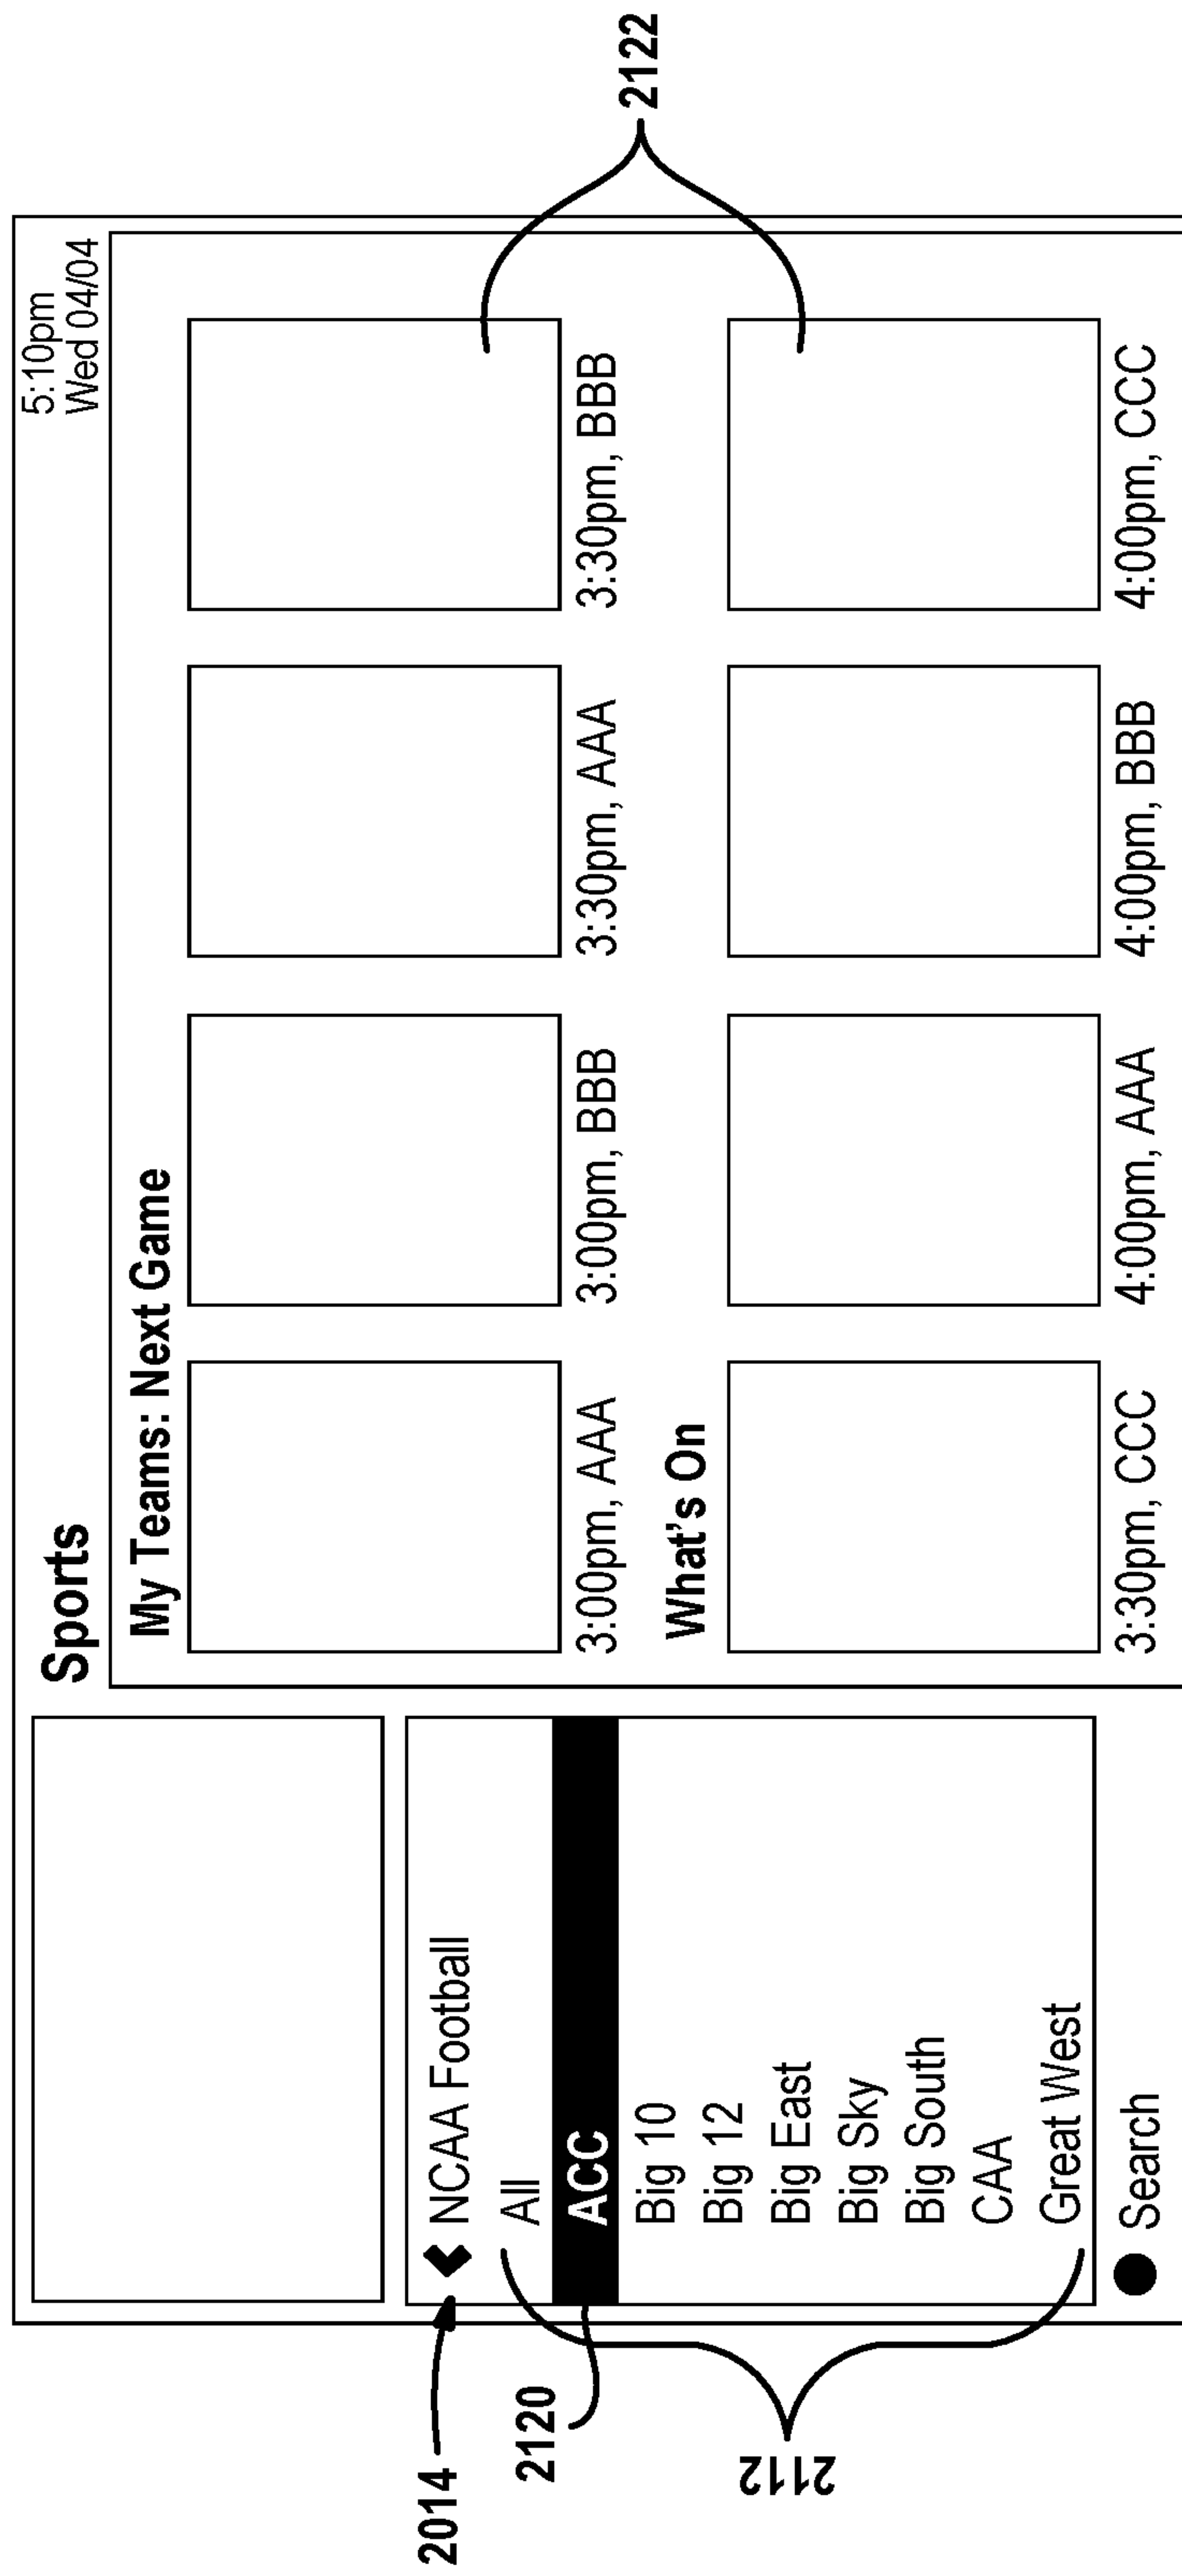 Sports
5:10pm
Wed 04/04
My Teams: Next Game
3:00pm, AAA
3:00pm, BBB
3:30pm, AAA
3:30pm, BBB
What's On
3:30pm, CCC
4:00pm, AAA
4:00pm, BBB
4:00pm, CCC
NCAA Football
All
ACC
Big 10
Big 12
Big East
Big Sky
Big South
CAA
Great West
Search
2014
2120
2112
2122